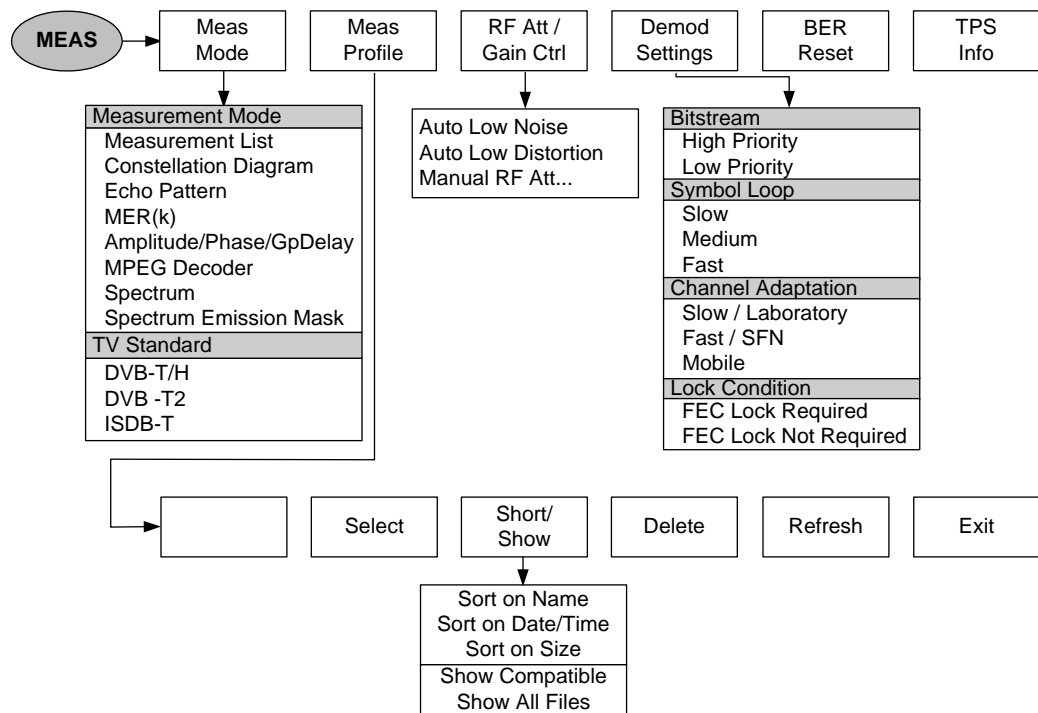 MEAS
Meas
Mode
Meas
Profile
RF Att /
Gain Ctrl
Demod
Settings
BER
Reset
TPS
Info
Measurement Mode
Measurement List
Constellation Diagram
Echo Pattern
MER(k)
Amplitude/Phase/GpDelay
MPEG Decoder
Spectrum
Spectrum Emission Mask
TV Standard
DVB-T/H
DVB -T2
ISDB-T
Auto Low Noise
Auto Low Distortion
Manual RF Att...
Bitstream
High Priority
Low Priority
Symbol Loop
Slow
Medium
Fast
Channel Adaptation
Slow / Laboratory
Fast / SFN
Mobile
Lock Condition
FEC Lock Required
FEC Lock Not Required
Select
Short/
Show
Delete
Refresh
Exit
Sort on Name
Sort on Date/Time
Sort on Size
Show Compatible
Show All Files